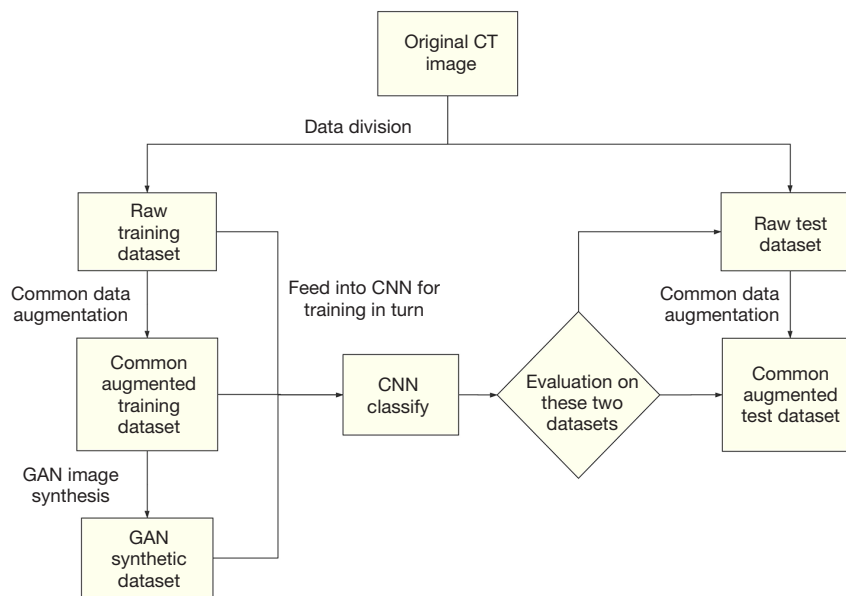 Original CT
image
Data division
Raw
training
dataset
Raw test
dataset
Common data
augmentation
Feed into CNN for
training in turn
Common data
augmentation
Common
augmented
training
dataset
CNN
classify
Evaluation on
these two
datasets
Common
augmented
test dataset
GAN image
synthesis
GAN
synthetic
dataset